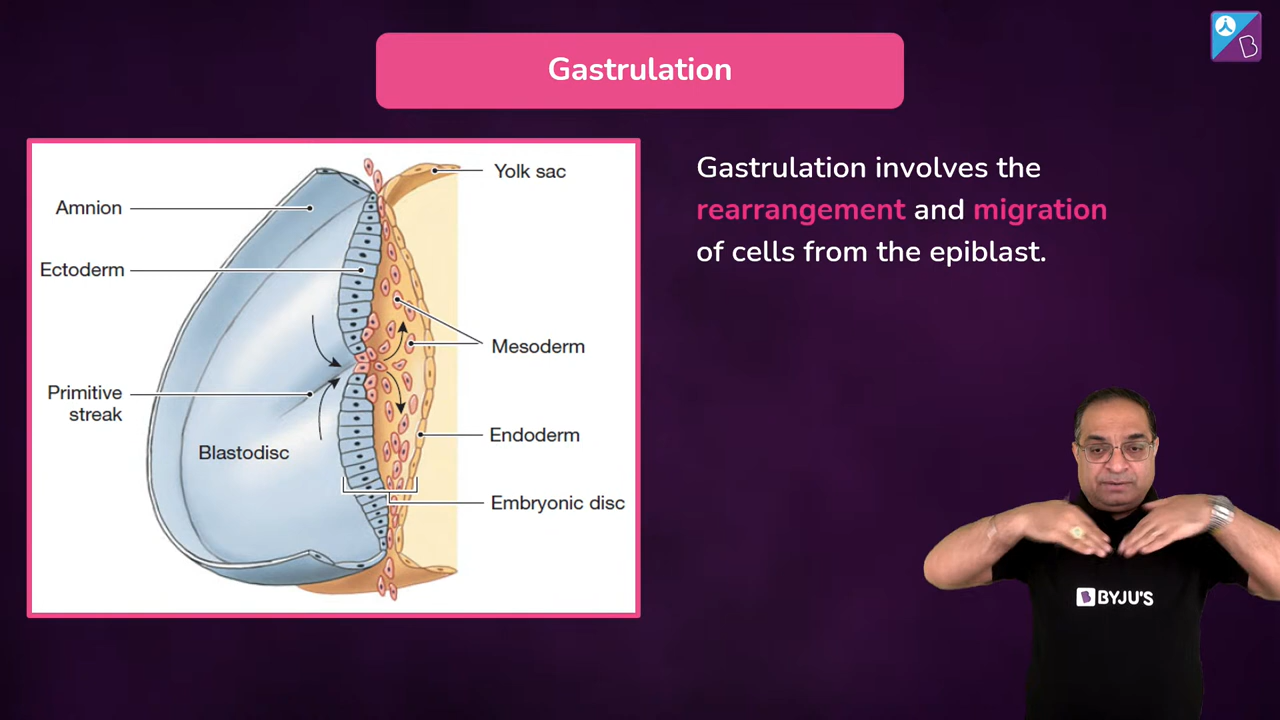 Gastrulation
Yolk sac
Amnion
Ectoderm
Mesoderm
Primitive
streak
Blastodisc
Endoderm
Embryonic disc
Gastrulation involves the
rearrangement and migration
of cells from the epiblast.
B BYJU'S
B